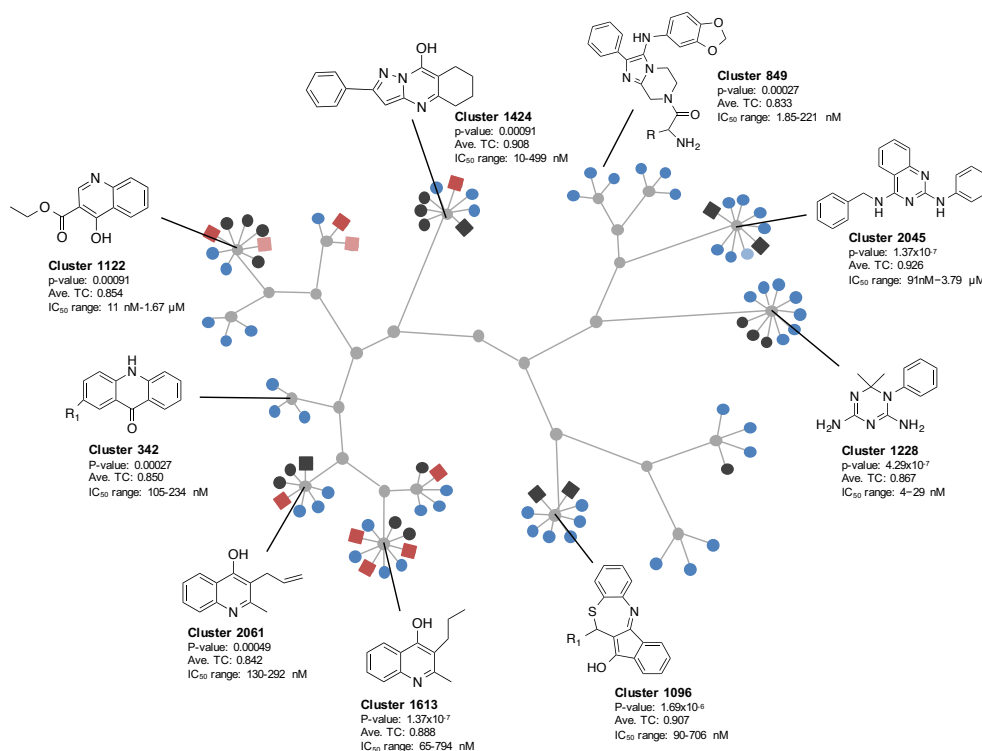 OH
N
N
N
Cluster 1424
p-value: 0.00091
Ave. TC: 0.908
IC50 range: 10-499 nM
HN
O
O
N
N
N
O
R
NH2
Cluster 849
p-value: 0.00027
Ave. TC: 0.833
IC50 range: 1.85-221 nM
N
N
N
H
N
H
Cluster 2045
p-value: 1.37x10-7
Ave. TC: 0.926
IC50 range: 91nM−3.79 µM
N
O
O
OH
Cluster 1122
p-value: 0.00091
Ave. TC: 0.854
IC50 range: 11 nM-1.67 µM
H
N
R1
O
Cluster 342
P-value: 0.00027
Ave. TC: 0.850
IC50 range: 105-234 nM
N
N
H2N
N
NH2
Cluster 1228
p-value: 4.29x10-7
Ave. TC: 0.867
IC50 range: 4−29 nM
OH
N
Cluster 2061
P-value: 0.00049
Ave. TC: 0.842
IC50 range: 130-292 nM
OH
N
Cluster 1613
P-value: 1.37x10-7
Ave. TC: 0.888
IC50 range: 65-794 nM
S
N
R1
HO
Cluster 1096
P-value: 1.69x10-6
Ave. TC: 0.907
IC50 range: 90-706 nM